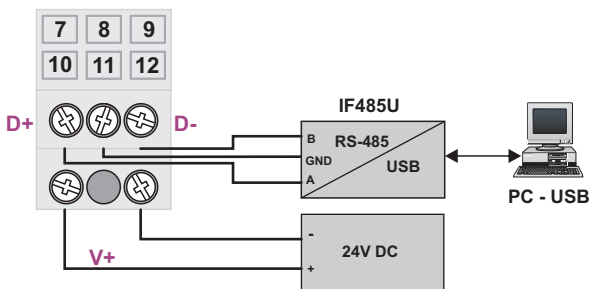 7 8 9
10 11 12
IF485U
D+ D-
B RS-485
GND
USB
A
PC - USB
-
24V DC
V+
+